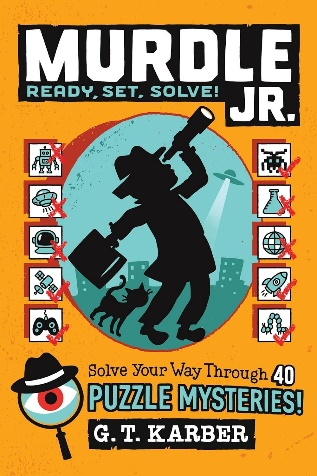 MURDLE
READY, SET, SOLVE!
JR.
Solve Your Way Through 40
PUZZLE MYSTERIES!
G. T. KARBER